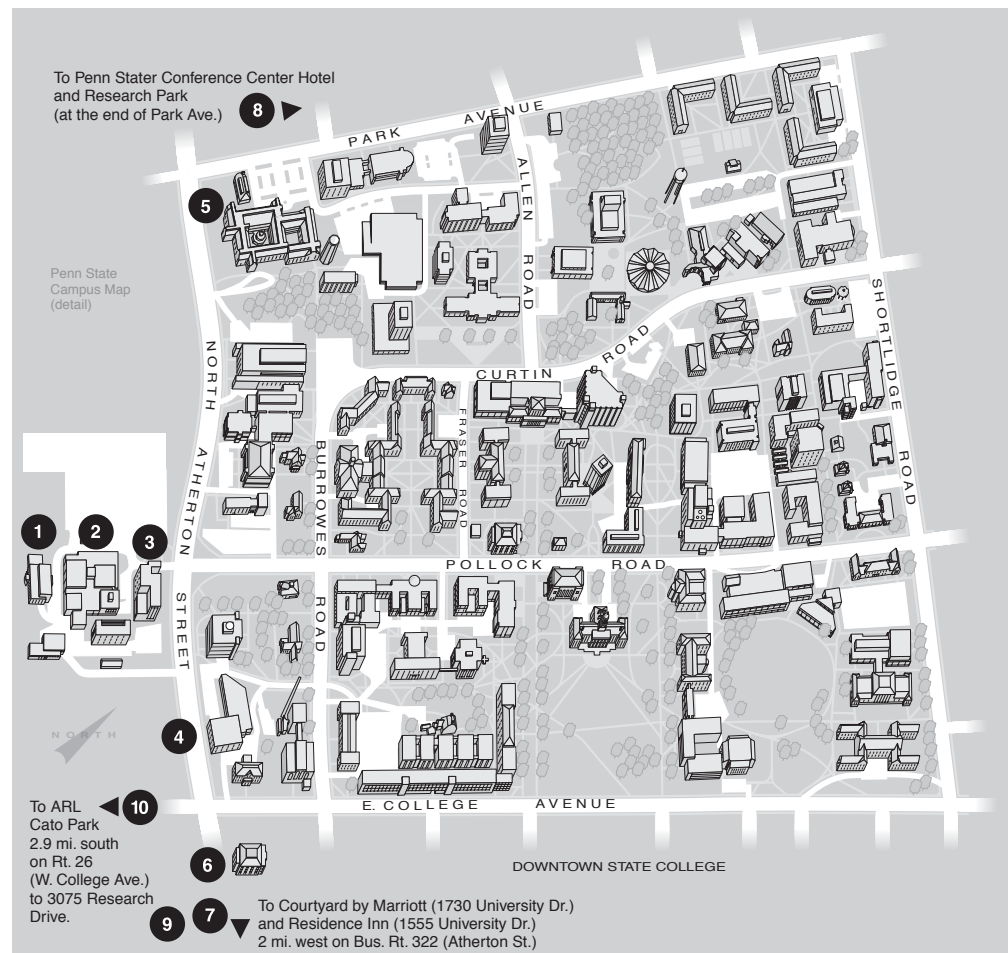 To Penn Stater Conference Center Hotel
and Research Park
(at the end of Park Ave.)
8
PARK AVENUE
ALLEN ROAD
5
Penn State
Campus Map
(detail)
SHORTLIDGE ROAD
CURTIN ROAD
NORTH ATHERTON STREET
FRASER ROAD
BURROWES ROAD
1
2
3
POLLOCK ROAD
NORTH
4
To ARL
Cato Park
2.9 mi. south
on Rt. 26
(W. College Ave.)
to 3075 Research
Drive.
10
E. COLLEGE AVENUE
6
DOWNTOWN STATE COLLEGE
9
7
To Courtyard by Marriott (1730 University Dr.)
and Residence Inn (1555 University Dr.)
2 mi. west on Bus. Rt. 322 (Atherton St.)